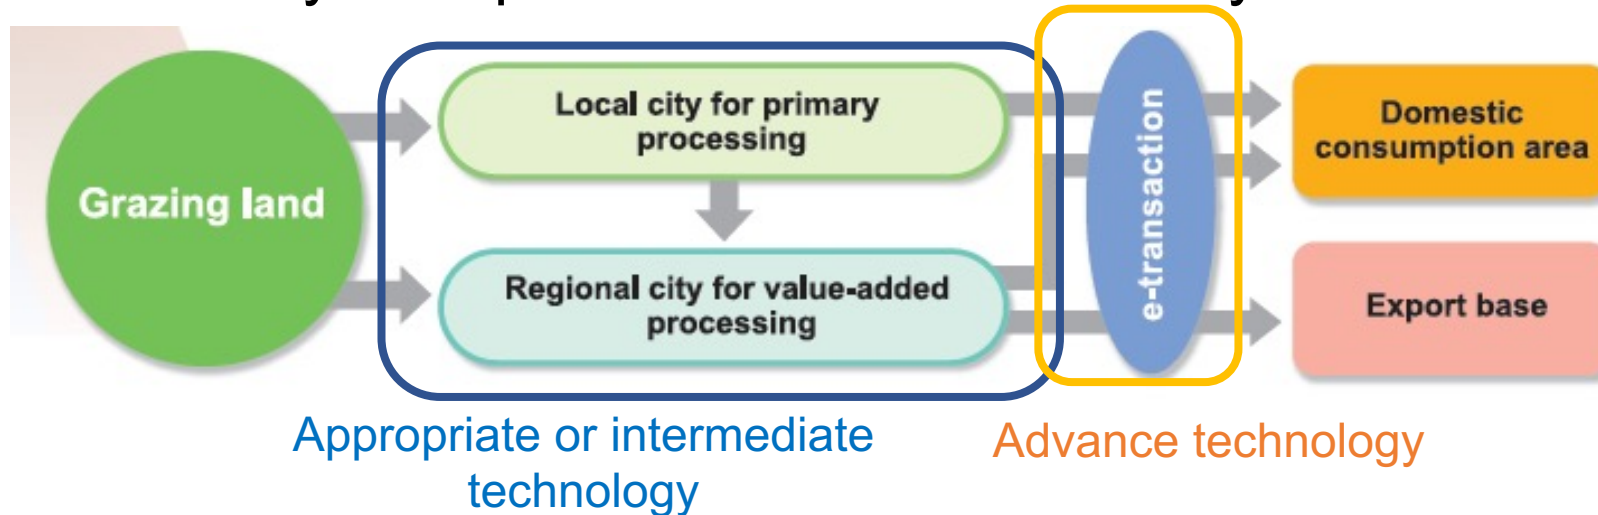 Grazing land
Local city for primary
processing
Regional city for value-added
processing
e-transaction
Domestic
consumption area
Export base
Appropriate or intermediate
technology
Advance technology